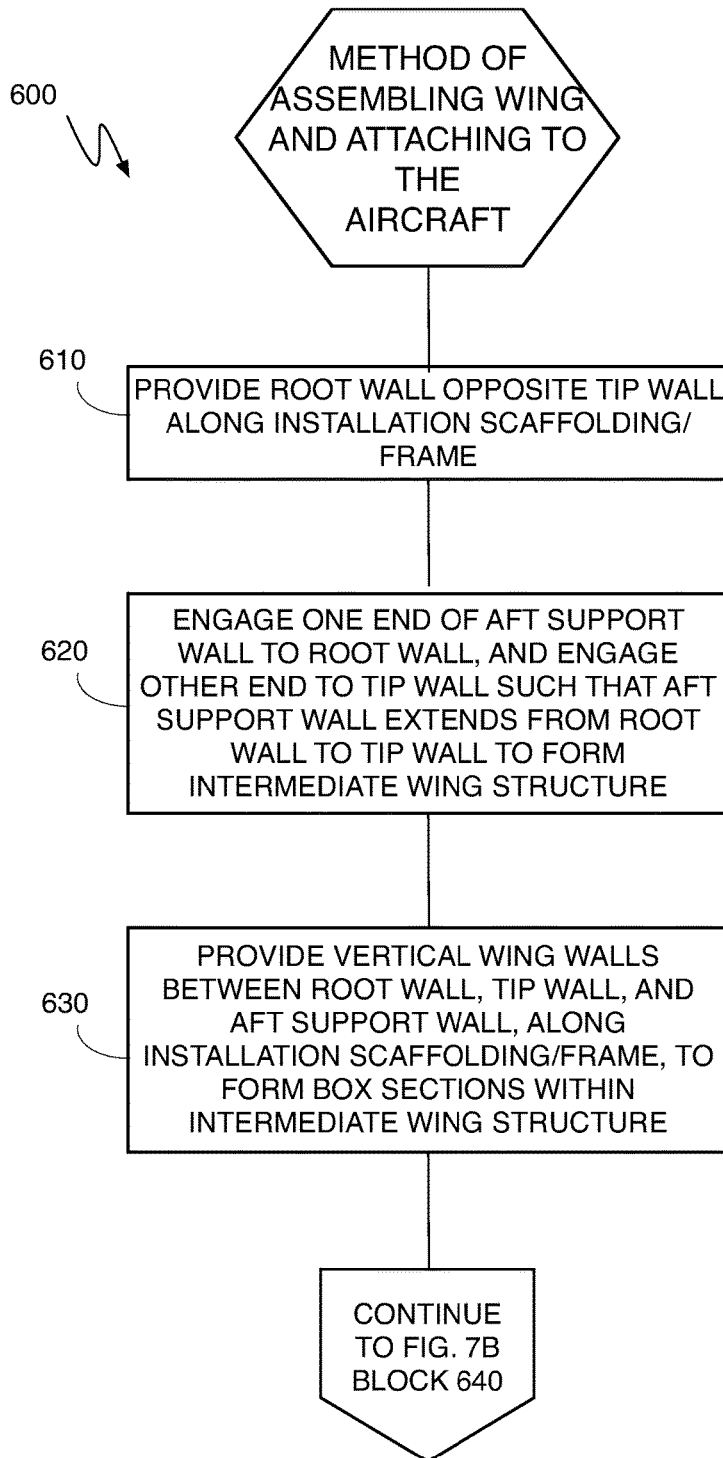 600
METHOD OF
ASSEMBLING WING
AND ATTACHING TO
THE
AIRCRAFT
610
PROVIDE ROOT WALL OPPOSITE TIP WALL
ALONG INSTALLATION SCAFFOLDING/
FRAME
620
ENGAGE ONE END OF AFT SUPPORT
WALL TO ROOT WALL, AND ENGAGE
OTHER END TO TIP WALL SUCH THAT AFT
SUPPORT WALL EXTENDS FROM ROOT
WALL TO TIP WALL TO FORM
INTERMEDIATE WING STRUCTURE
630
PROVIDE VERTICAL WING WALLS
BETWEEN ROOT WALL, TIP WALL, AND
AFT SUPPORT WALL, ALONG
INSTALLATION SCAFFOLDING/FRAME, TO
FORM BOX SECTIONS WITHIN
INTERMEDIATE WING STRUCTURE
CONTINUE
TO FIG. 7B
BLOCK 640